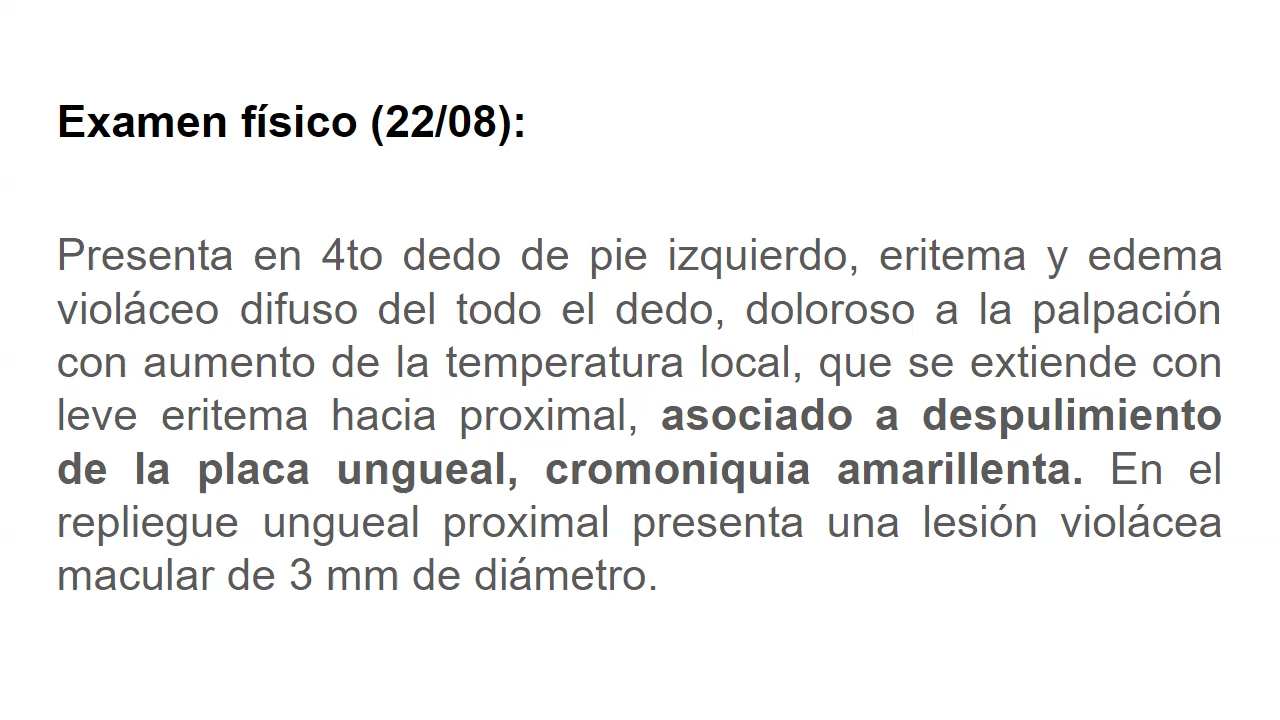 Examen físico (22/08):
Presenta en 4to dedo de pie izquierdo, eritema y edema
violáceo difuso del todo el dedo, doloroso a la palpación
con aumento de la temperatura local, que se extiende con
leve eritema hacia proximal, asociado a despulimiento
de la placa ungueal, cromoniquia amarillenta. En el
repliegue ungueal proximal presenta una lesión violácea
macular de 3 mm de diámetro.